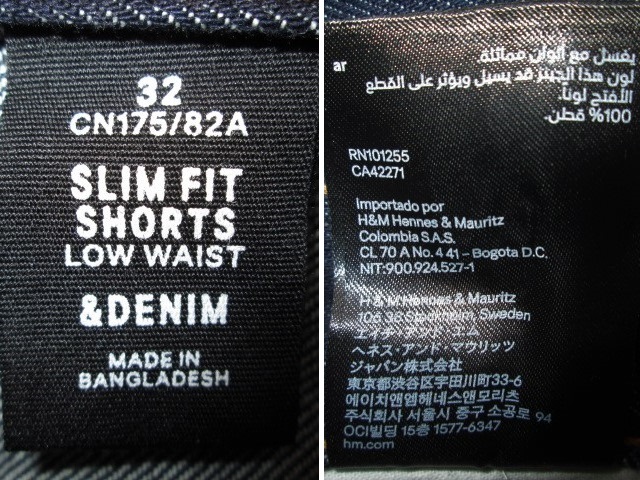 32
CN175/82A
SLIM FIT
SHORTS
LOW WAIST
&DENIM
MADE IN
BANGLADESH
ar
يغسل مع ألوان مماثلة
لون هذا الجينز قد يسيل ويؤثر على القطع
الأفتح لوناً.
100% قطن.
RN101255
CA42271
Importado por
H&M Hennes & Mauritz
Colombia S.A.S.
CL 70 A No. 4 41 - Bogota D.C.
NIT:900.924.527-1
H & M Hennes & Mauritz
106 38 Stockholm, Sweden
エイチ・アンド・エム
ヘネス・アンド・マウリッツ
ジャパン株式会社
東京都渋谷区宇田川町33-6
에이치앤엠헤네스앤모리츠
주식회사 서울시 중구 소공로 94
OCI빌딩 15층 1577-6347
hm.com